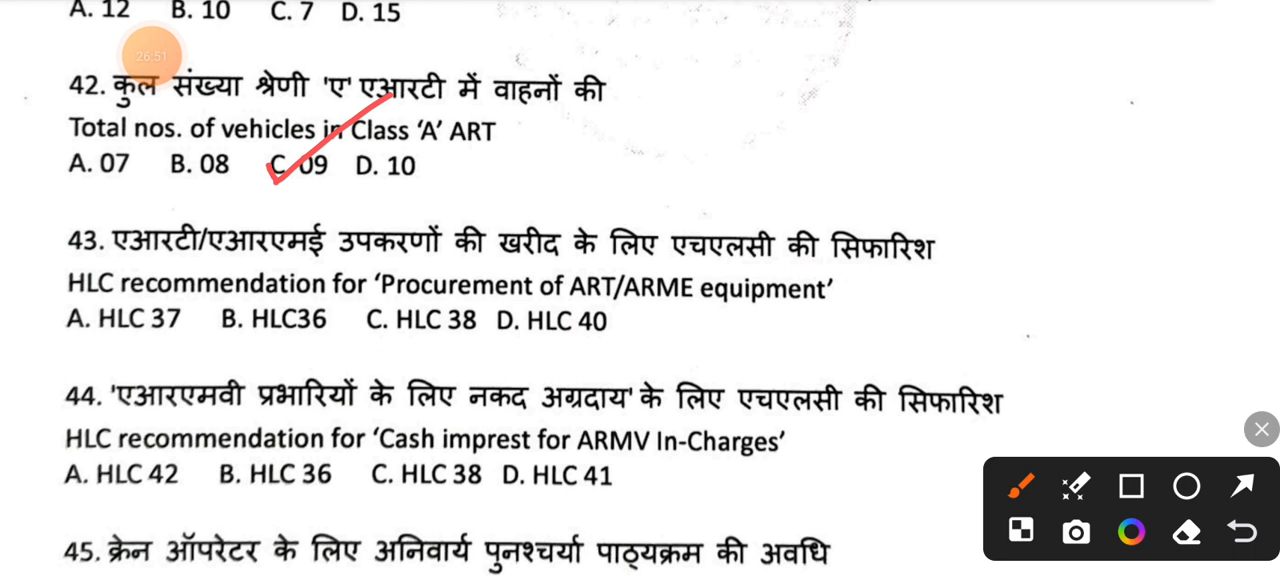 A. 12 B. 10 C. 7 D. 15
26:51
42. कुल संख्या श्रेणी 'ए' एआरटी में वाहनों की
Total nos. of vehicles in Class ‘A’ ART
A. 07 B. 08 C. 09 D. 10
43. एआरटी/एआरएमई उपकरणों की खरीद के लिए एचएलसी की सिफारिश
HLC recommendation for ‘Procurement of ART/ARME equipment’
A. HLC 37 B. HLC36 C. HLC 38 D. HLC 40
44. 'एआरएमवी प्रभारियों के लिए नकद अग्रदाय' के लिए एचएलसी की सिफारिश
HLC recommendation for ‘Cash imprest for ARMV In-Charges’
A. HLC 42 B. HLC 36 C. HLC 38 D. HLC 41
45. क्रेन ऑपरेटर के लिए अनिवार्य पुनश्चर्या पाठ्यक्रम की अवधि